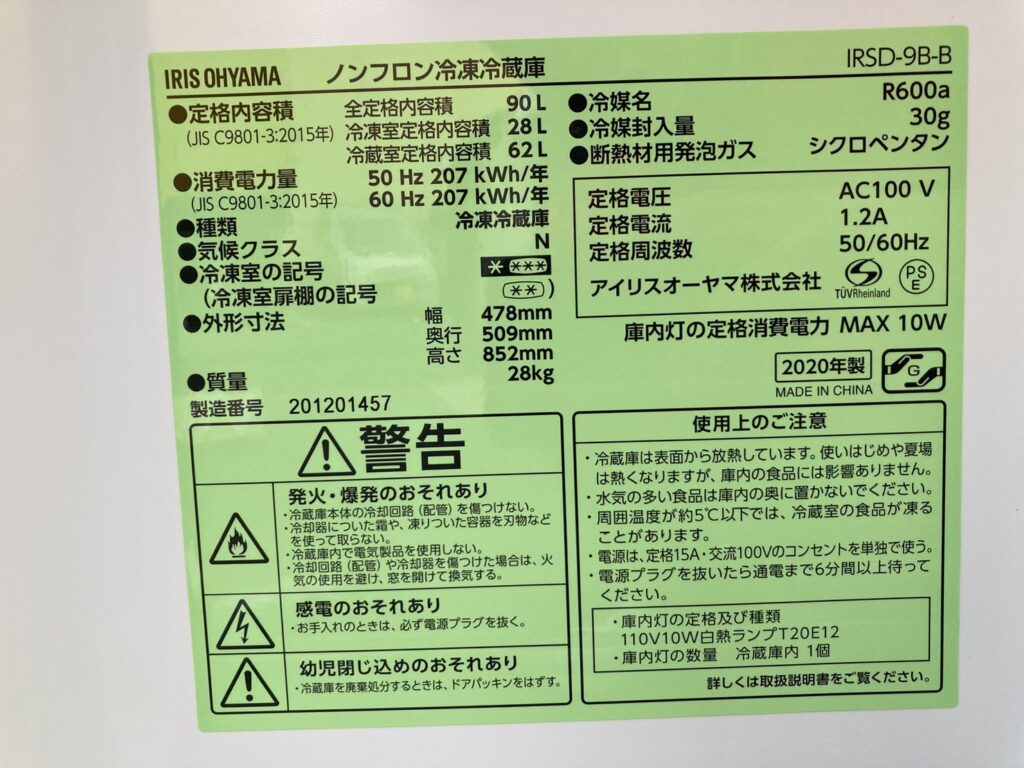 IRIS OHYAMA ノンフロン冷凍冷蔵庫 IRSD-9B-B
●定格内容積 全定格内容積 90 L
(JIS C9801-3:2015年) 冷凍室定格内容積 28 L
冷蔵室定格内容積 62 L
●消費電力量 50 Hz 207 kWh/年
(JIS C9801-3:2015年) 60 Hz 207 kWh/年
●種類 冷凍冷蔵庫
●気候クラス N
●冷凍室の記号 * ***
(冷凍室扉棚の記号 ** )
●外形寸法 幅 478mm
奥行 509mm
高さ 852mm
●質量 28kg
製造番号 201201457
●冷媒名 R600a
●冷媒封入量 30g
●断熱材用発泡ガス シクロペンタン
定格電圧 AC100 V
定格電流 1.2A
定格周波数 50/60Hz
アイリスオーヤマ株式会社 TÜVRheinland PSE
庫内灯の定格消費電力 MAX 10W
2020年製 G
MADE IN CHINA
警告
発火・爆発のおそれあり
・冷蔵庫本体の冷却回路(配管)を傷つけない。
・冷却器についた霜や、凍りついた容器を刃物など
を使って取らない。
・冷蔵庫内で電気製品を使用しない。
・冷却回路(配管)や冷却器を傷つけた場合は、火
気の使用を避け、窓を開けて換気する。
感電のおそれあり
・お手入れのときは、必ず電源プラグを抜く。
幼児閉じ込めのおそれあり
・冷蔵庫を廃棄処分するときは、ドアパッキンをはずす。
使用上のご注意
・冷蔵庫は表面から放熱しています。使いはじめや夏場
は熱くなりますが、庫内の食品には影響ありません。
・水気の多い食品は庫内の奥に置かないでください。
・周囲温度が約5℃以下では、冷蔵室の食品が凍る
ことがあります。
・電源は、定格15A・交流100Vのコンセントを単独で使う。
・電源プラグを抜いたら通電まで6分間以上待って
ください。
・庫内灯の定格及び種類
110V10W白熱ランプT20E12
・庫内灯の数量 冷蔵庫内 1個
詳しくは取扱説明書をご覧ください。